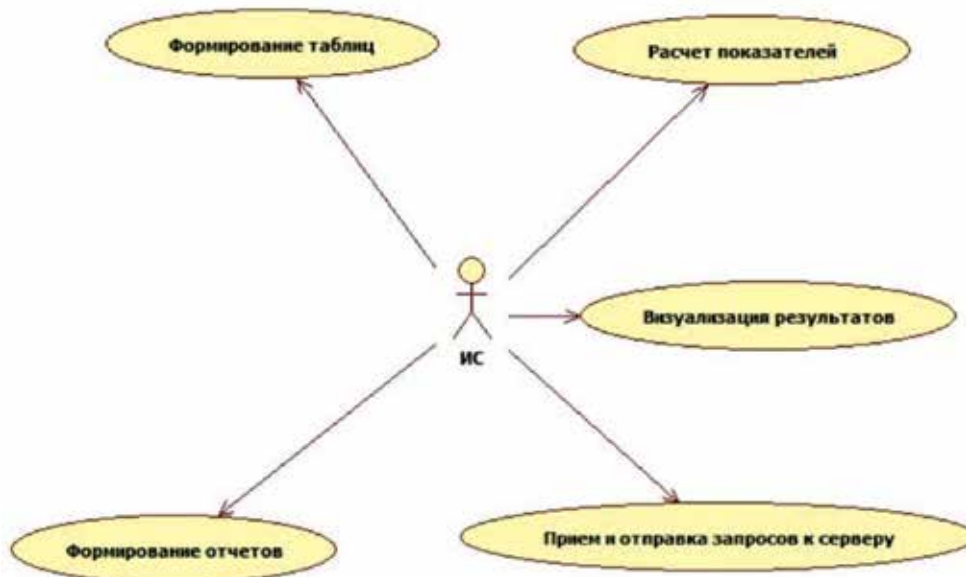 Формирование таблиц
Расчет показателей
Визуализация результатов
ИС
Формирование отчетов
Прием и отправка запросов к серверу